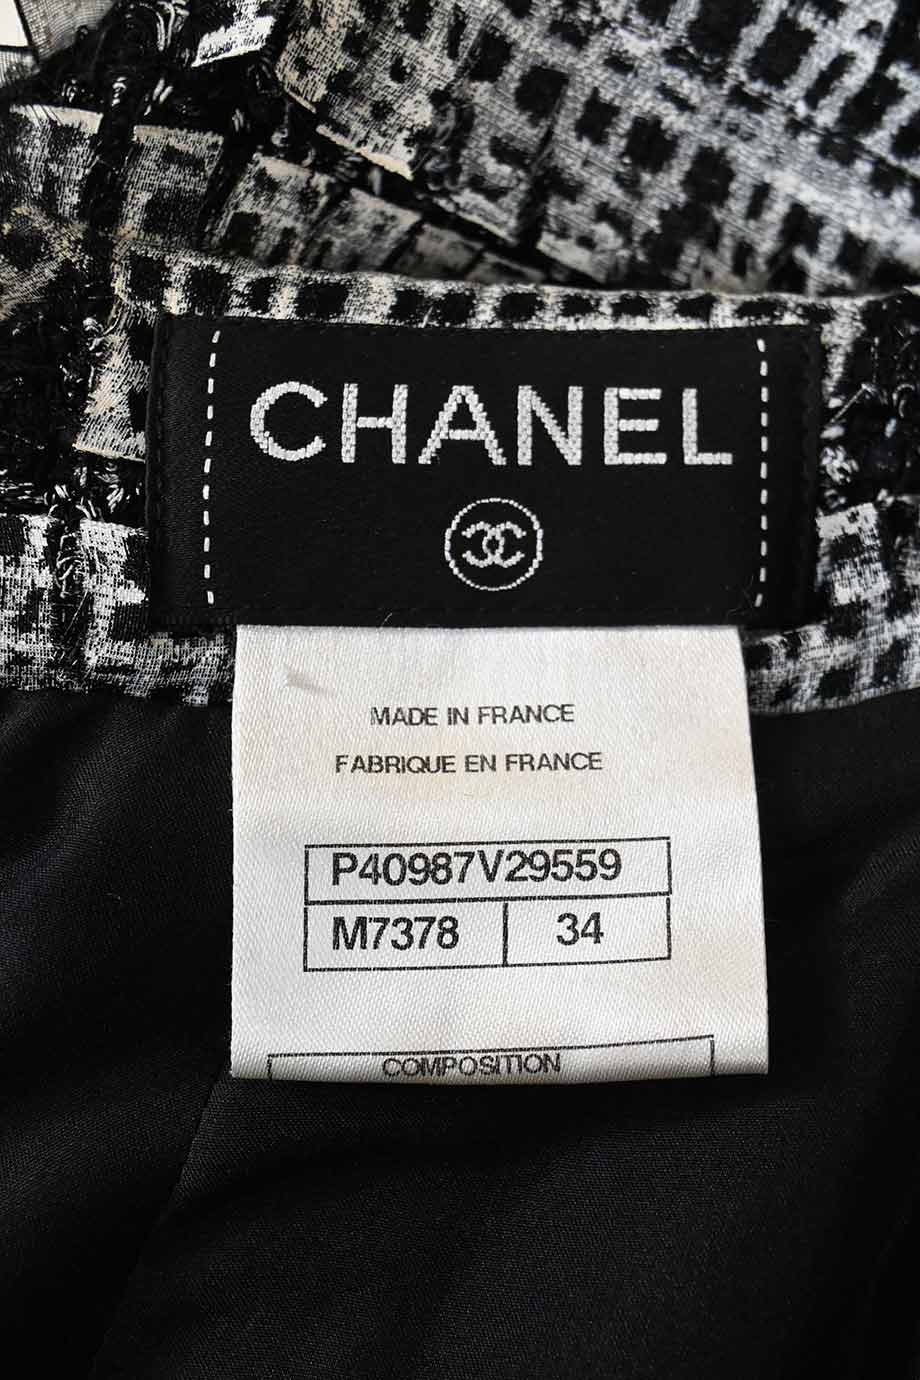 CHANEL
MADE IN FRANCE
FABRIQUE EN FRANCE
P40987V29559
M7378 34
COMPOSITION